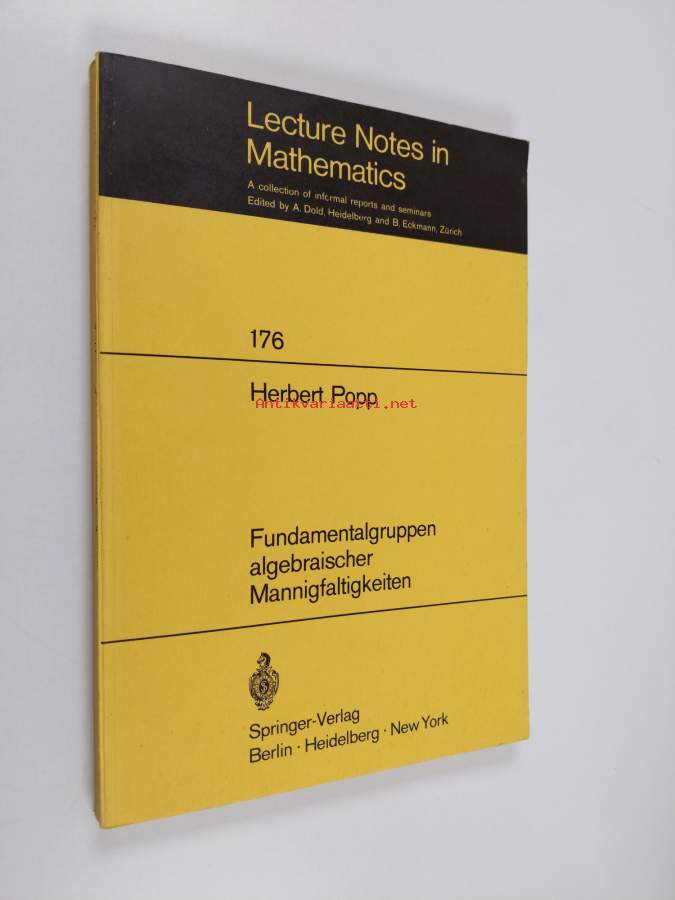 Lecture Notes in
Mathematics
A collection of informal reports and seminars
Edited by A. Dold, Heidelberg and B. Eckmann, Zürich
176
Herbert Popp
Antikvariaatti.net
Fundamentalgruppen
algebraischer
Mannigfaltigkeiten
Springer-Verlag
Berlin · Heidelberg · New York